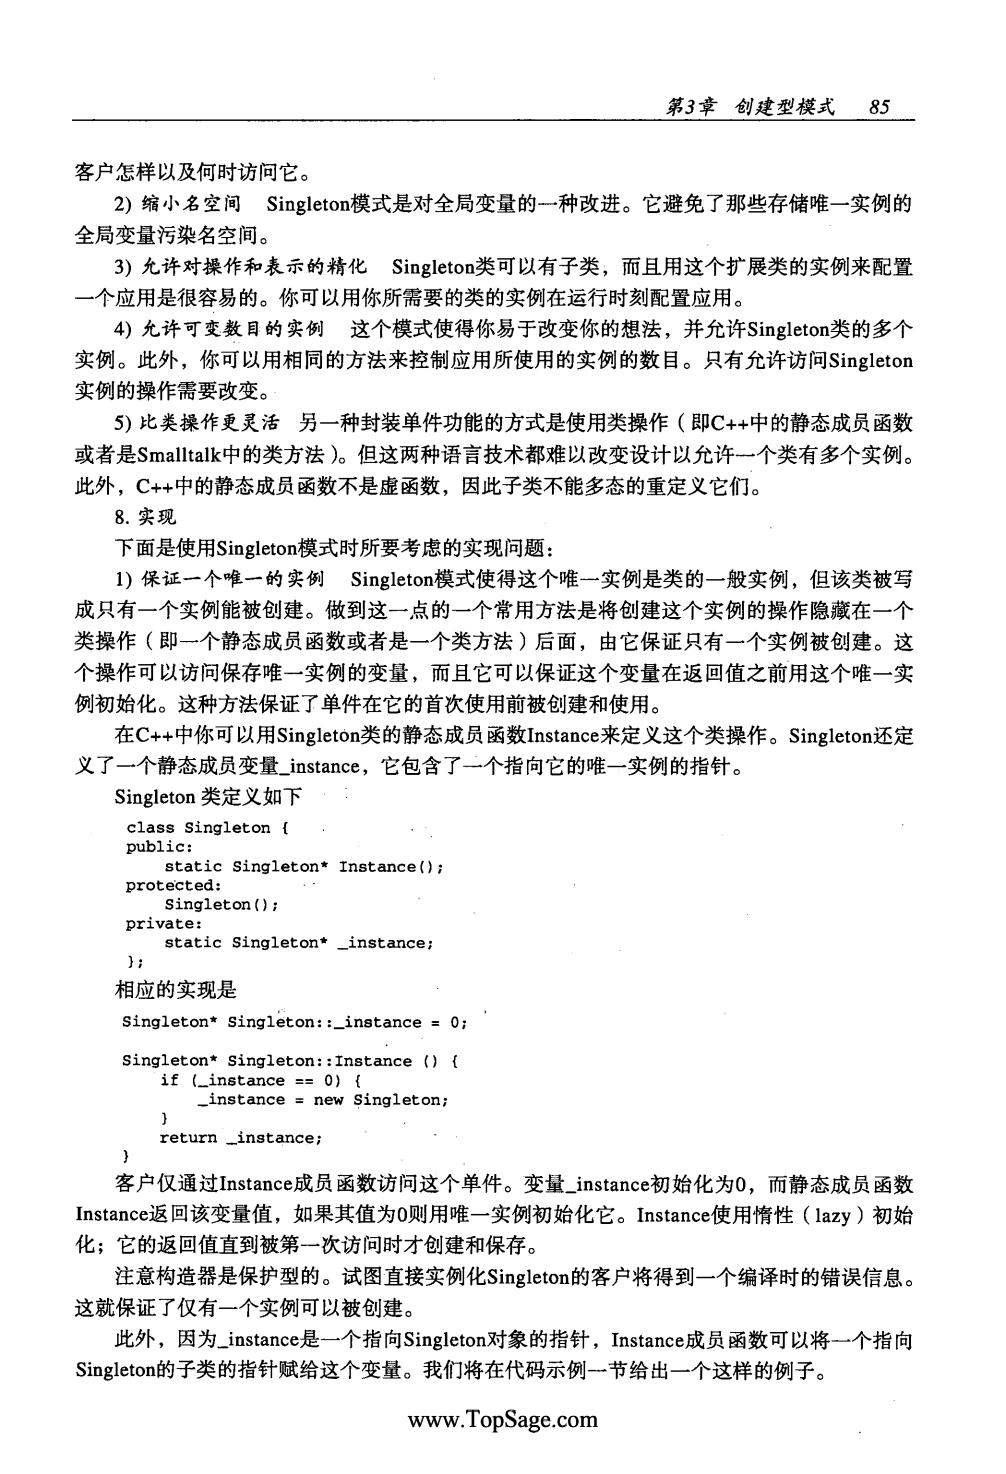 第3章 创建型模式 85
客户怎样以及何时访问它。
2) 缩小名空间 Singleton模式是对全局变量的一种改进。它避免了那些存储唯一实例的
全局变量污染名空间。
3) 允许对操作和表示的精化 Singleton类可以有子类，而且用这个扩展类的实例来配置
一个应用是很容易的。你可以用你所需要的类的实例在运行时刻配置应用。
4) 允许可变数目的实例 这个模式使得你易于改变你的想法，并允许Singleton类的多个
实例。此外，你可以用相同的方法来控制应用所使用的实例的数目。只有允许访问Singleton
实例的操作需要改变。
5) 比类操作更灵活 另一种封装单件功能的方式是使用类操作（即C++中的静态成员函数
或者是Smalltalk中的类方法）。但这两种语言技术都难以改变设计以允许一个类有多个实例。
此外，C++中的静态成员函数不是虚函数，因此子类不能多态的重定义它们。
8. 实现
下面是使用Singleton模式时所要考虑的实现问题：
1) 保证一个唯一的实例 Singleton模式使得这个唯一实例是类的一般实例，但该类被写
成只有一个实例能被创建。做到这一点的一个常用方法是将创建这个实例的操作隐藏在一个
类操作（即一个静态成员函数或者是一个类方法）后面，由它保证只有一个实例被创建。这
个操作可以访问保存唯一实例的变量，而且它可以保证这个变量在返回值之前用这个唯一实
例初始化。这种方法保证了单件在它的首次使用前被创建和使用。
在C++中你可以用Singleton类的静态成员函数Instance来定义这个类操作。Singleton还定
义了一个静态成员变量_instance，它包含了一个指向它的唯一实例的指针。
Singleton 类定义如下
class Singleton {
public:
static Singleton* Instance();
protected:
Singleton();
private:
static Singleton* _instance;
};
相应的实现是
Singleton* Singleton::_instance = 0;
Singleton* Singleton::Instance () {
if (_instance == 0) {
_instance = new Singleton;
}
return _instance;
}
客户仅通过Instance成员函数访问这个单件。变量_instance初始化为0，而静态成员函数
Instance返回该变量值，如果其值为0则用唯一实例初始化它。Instance使用惰性（lazy）初始
化；它的返回值直到被第一次访问时才创建和保存。
注意构造器是保护型的。试图直接实例化Singleton的客户将得到一个编译时的错误信息。
这就保证了仅有一个实例可以被创建。
此外，因为_instance是一个指向Singleton对象的指针，Instance成员函数可以将一个指向
Singleton的子类的指针赋给这个变量。我们将在代码示例一节给出一个这样的例子。
www.TopSage.com